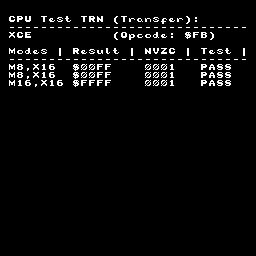 CPU Test TRN (Transfer):
------------------------------
XCE (Opcode: $FB)
Modes | Result | NVZC | Test |
------------------------------
M8,X16 $00FF 0001 PASS
M8,X16 $00FF 0001 PASS
M16,X16 $FFFF 0001 PASS